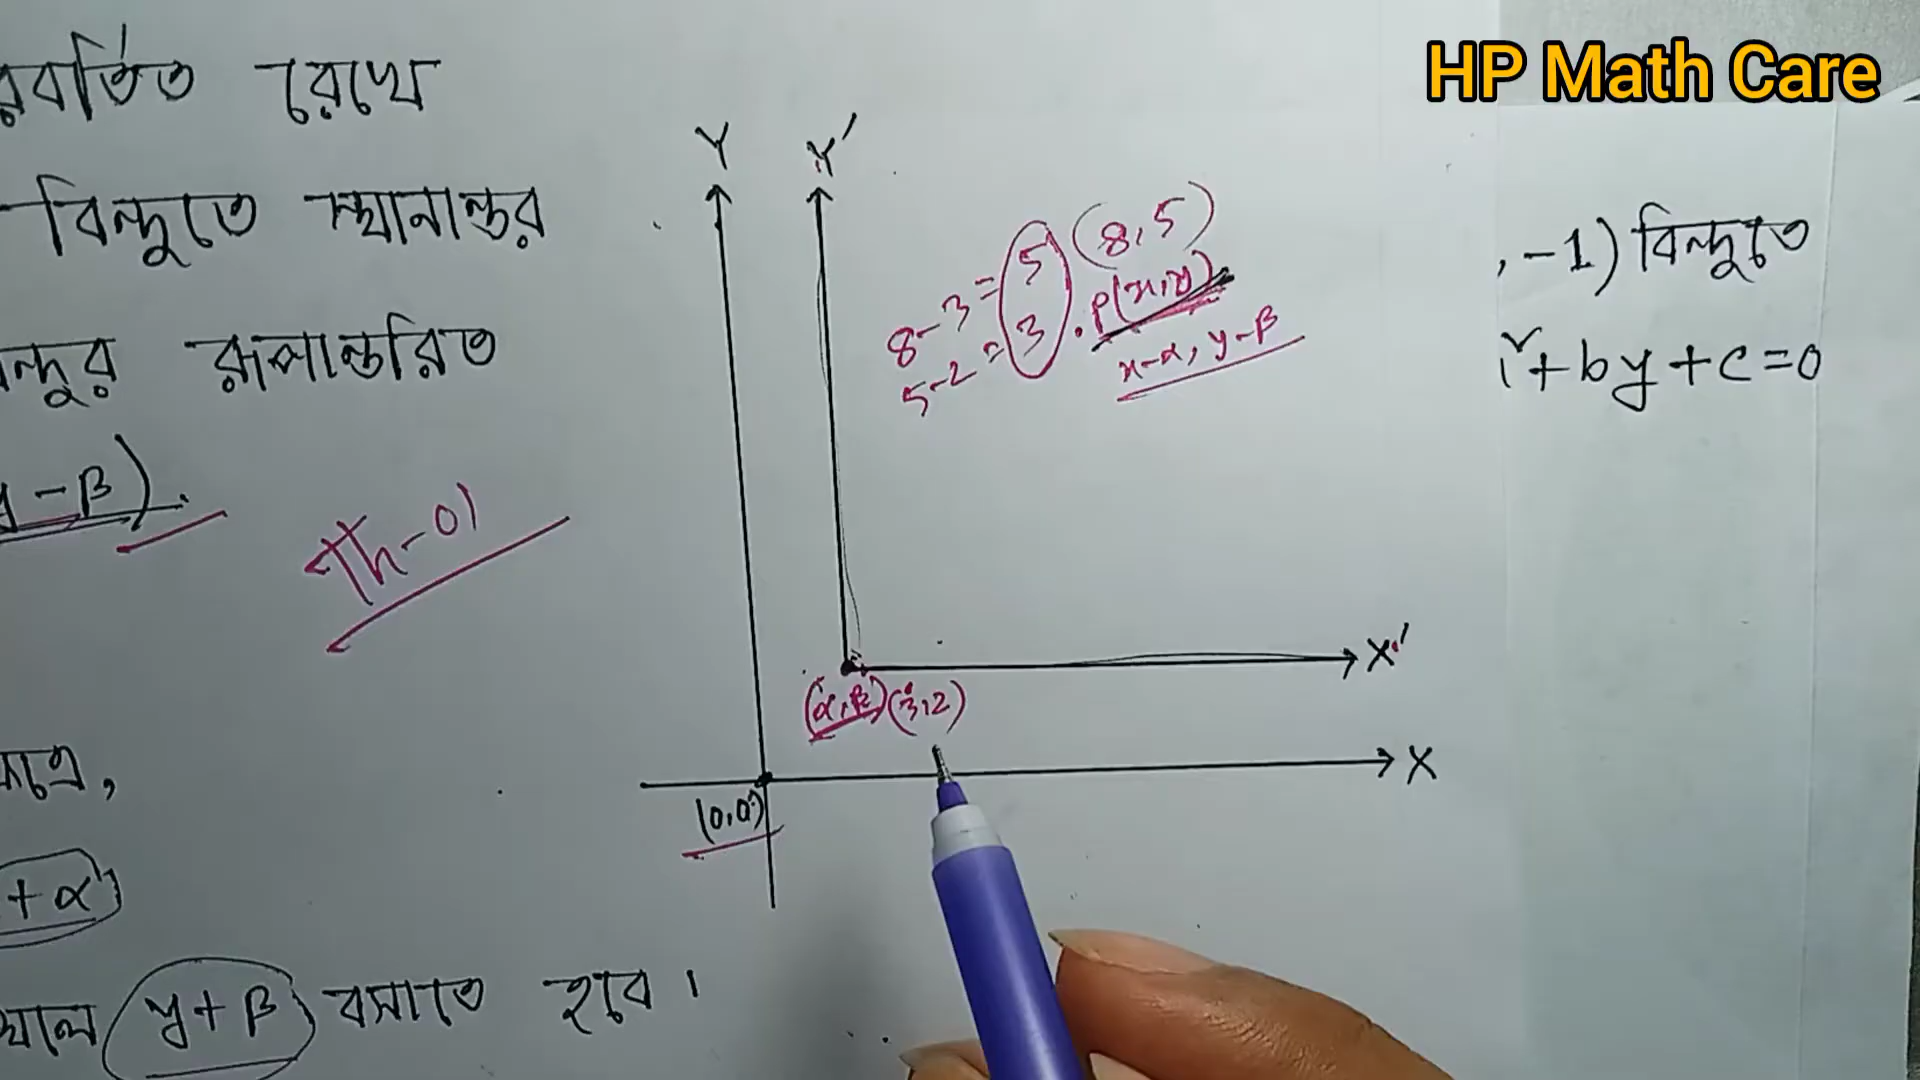 HP Math Care
রবর্তিত রেখে
বিন্দুতে স্থানান্তর
ন্দুর রূপান্তরিত
y-β).
Th-01
+α
y+β বসাতে হবে।
Y
Y'
8-3=5
5-2=3
(8,5)
P(x,y)
x-α, y-β
X'
(α,β)(3,2)
X
(0,0)
,-1) বিন্দুতে
+by+c=0